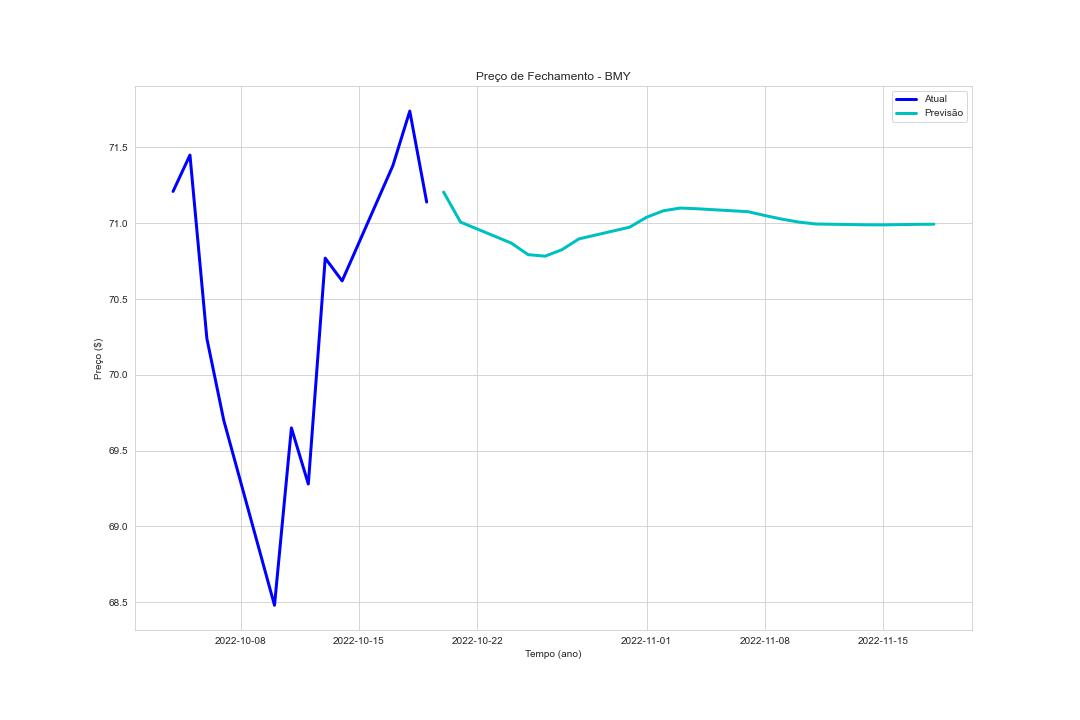 Preço de Fechamento - BMY
Atual
Previsão
71.5
71.0
70.5
70.0
69.5
69.0
68.5
Preço ($)
2022-10-08 2022-10-15 2022-10-22 2022-11-01 2022-11-08 2022-11-15
Tempo (ano)